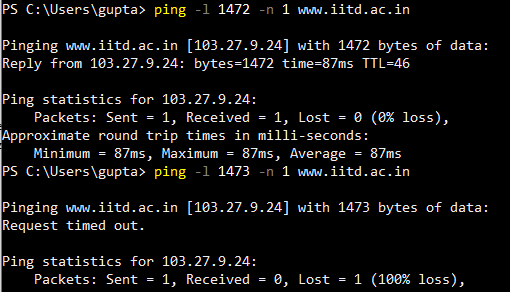 PS C:\Users\gupta> ping -l 1472 -n 1 www.iitd.ac.in
Pinging www.iitd.ac.in [103.27.9.24] with 1472 bytes of data:
Reply from 103.27.9.24: bytes=1472 time=87ms TTL=46
Ping statistics for 103.27.9.24:
    Packets: Sent = 1, Received = 1, Lost = 0 (0% loss),
Approximate round trip times in milli-seconds:
    Minimum = 87ms, Maximum = 87ms, Average = 87ms
PS C:\Users\gupta> ping -l 1473 -n 1 www.iitd.ac.in
Pinging www.iitd.ac.in [103.27.9.24] with 1473 bytes of data:
Request timed out.
Ping statistics for 103.27.9.24:
    Packets: Sent = 1, Received = 0, Lost = 1 (100% loss),